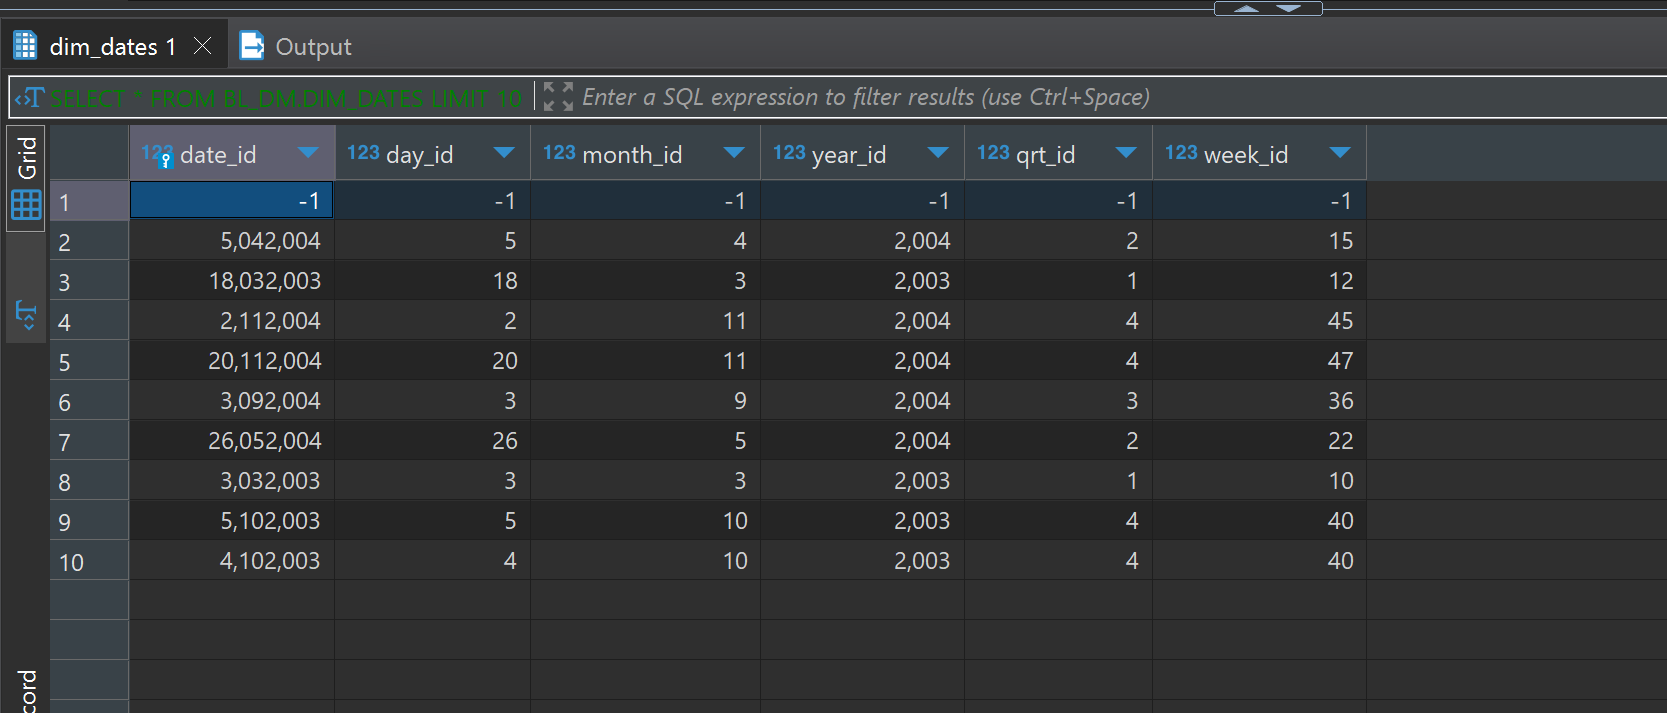 dim_dates 1 Output
SELECT * FROM BL_DM.DIM_DATES LIMIT 10 Enter a SQL expression to filter results (use Ctrl+Space)
Grid
123 date_id 123 day_id 123 month_id 123 year_id 123 qrt_id 123 week_id
1 -1 -1 -1 -1 -1 -1
2 5,042,004 5 4 2,004 2 15
3 18,032,003 18 3 2,003 1 12
4 2,112,004 2 11 2,004 4 45
5 20,112,004 20 11 2,004 4 47
6 3,092,004 3 9 2,004 3 36
7 26,052,004 26 5 2,004 2 22
8 3,032,003 3 3 2,003 1 10
9 5,102,003 5 10 2,003 4 40
10 4,102,003 4 10 2,003 4 40
cord